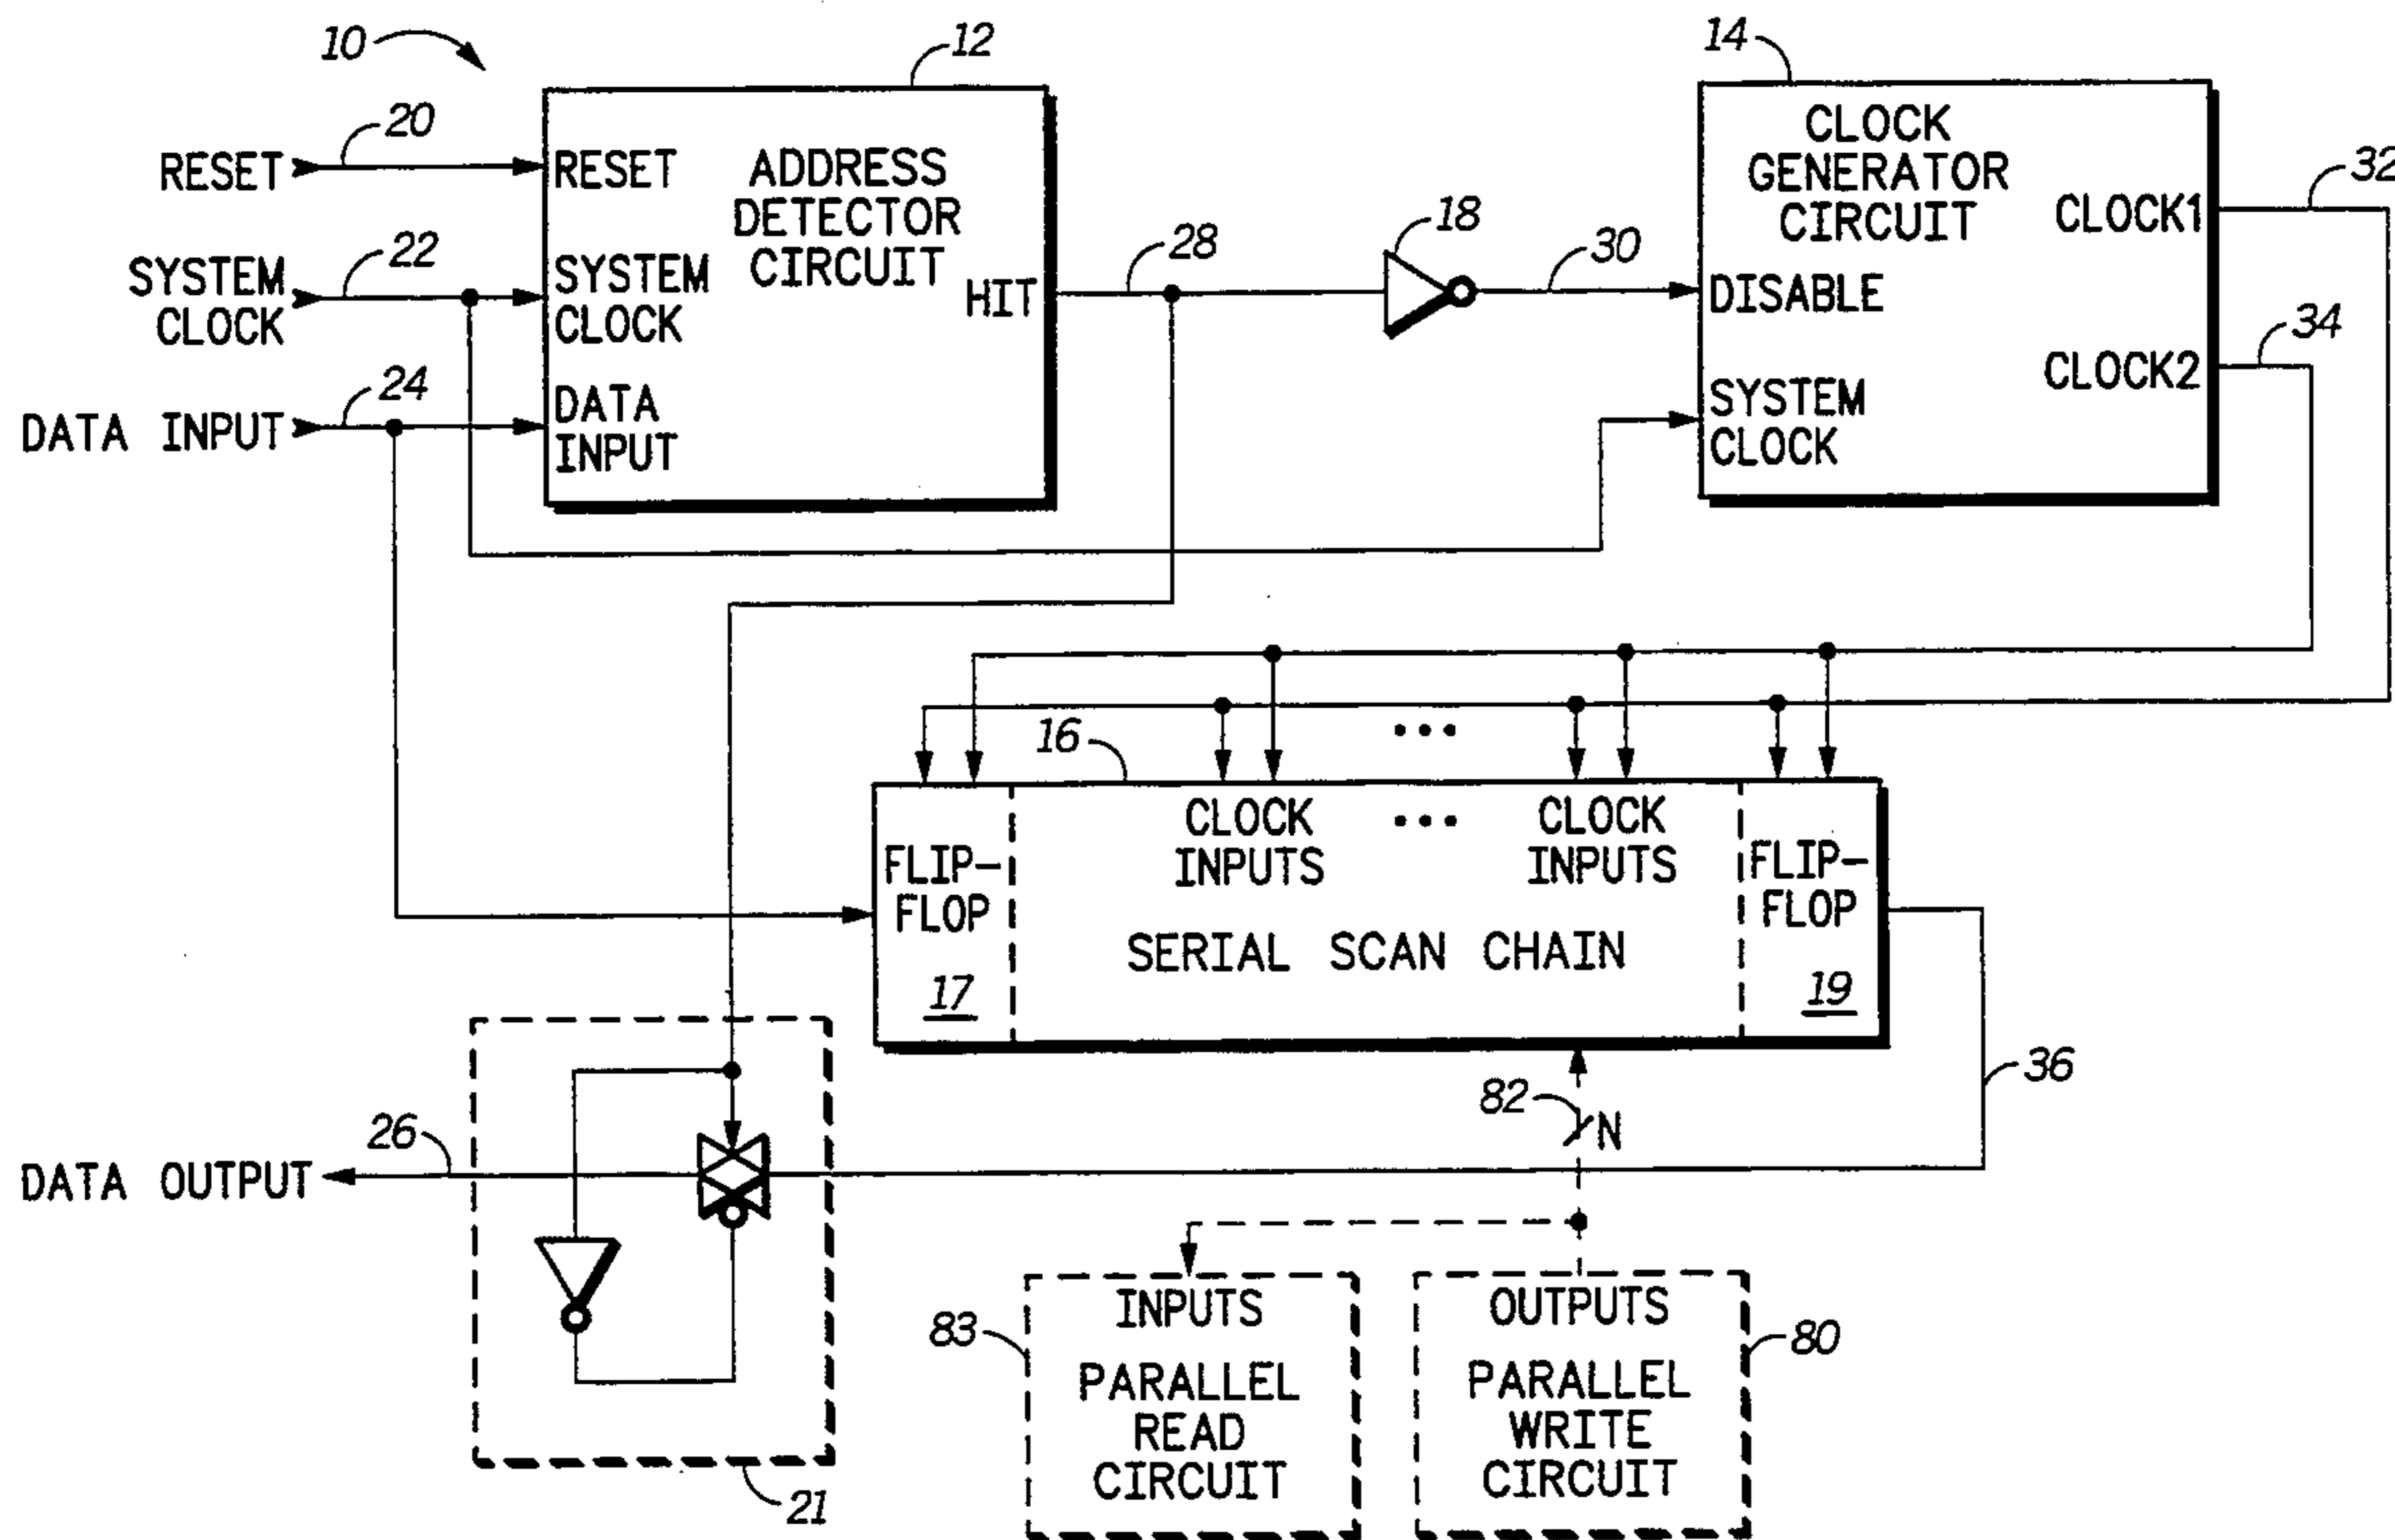 10
12
14
20
RESET
RESET
ADDRESS
DETECTOR
CIRCUIT
CLOCK
GENERATOR
CIRCUIT
CLOCK1
32
22
SYSTEM
CLOCK
SYSTEM
CLOCK
HIT
28
18
30
DISABLE
34
CLOCK2
24
DATA INPUT
DATA
INPUT
SYSTEM
CLOCK
16
...
CLOCK
INPUTS
...
CLOCK
INPUTS
FLIP-
FLOP
17
SERIAL SCAN CHAIN
FLIP-
FLOP
19
36
82
N
26
DATA OUTPUT
21
83
INPUTS
PARALLEL
READ
CIRCUIT
OUTPUTS
PARALLEL
WRITE
CIRCUIT
80